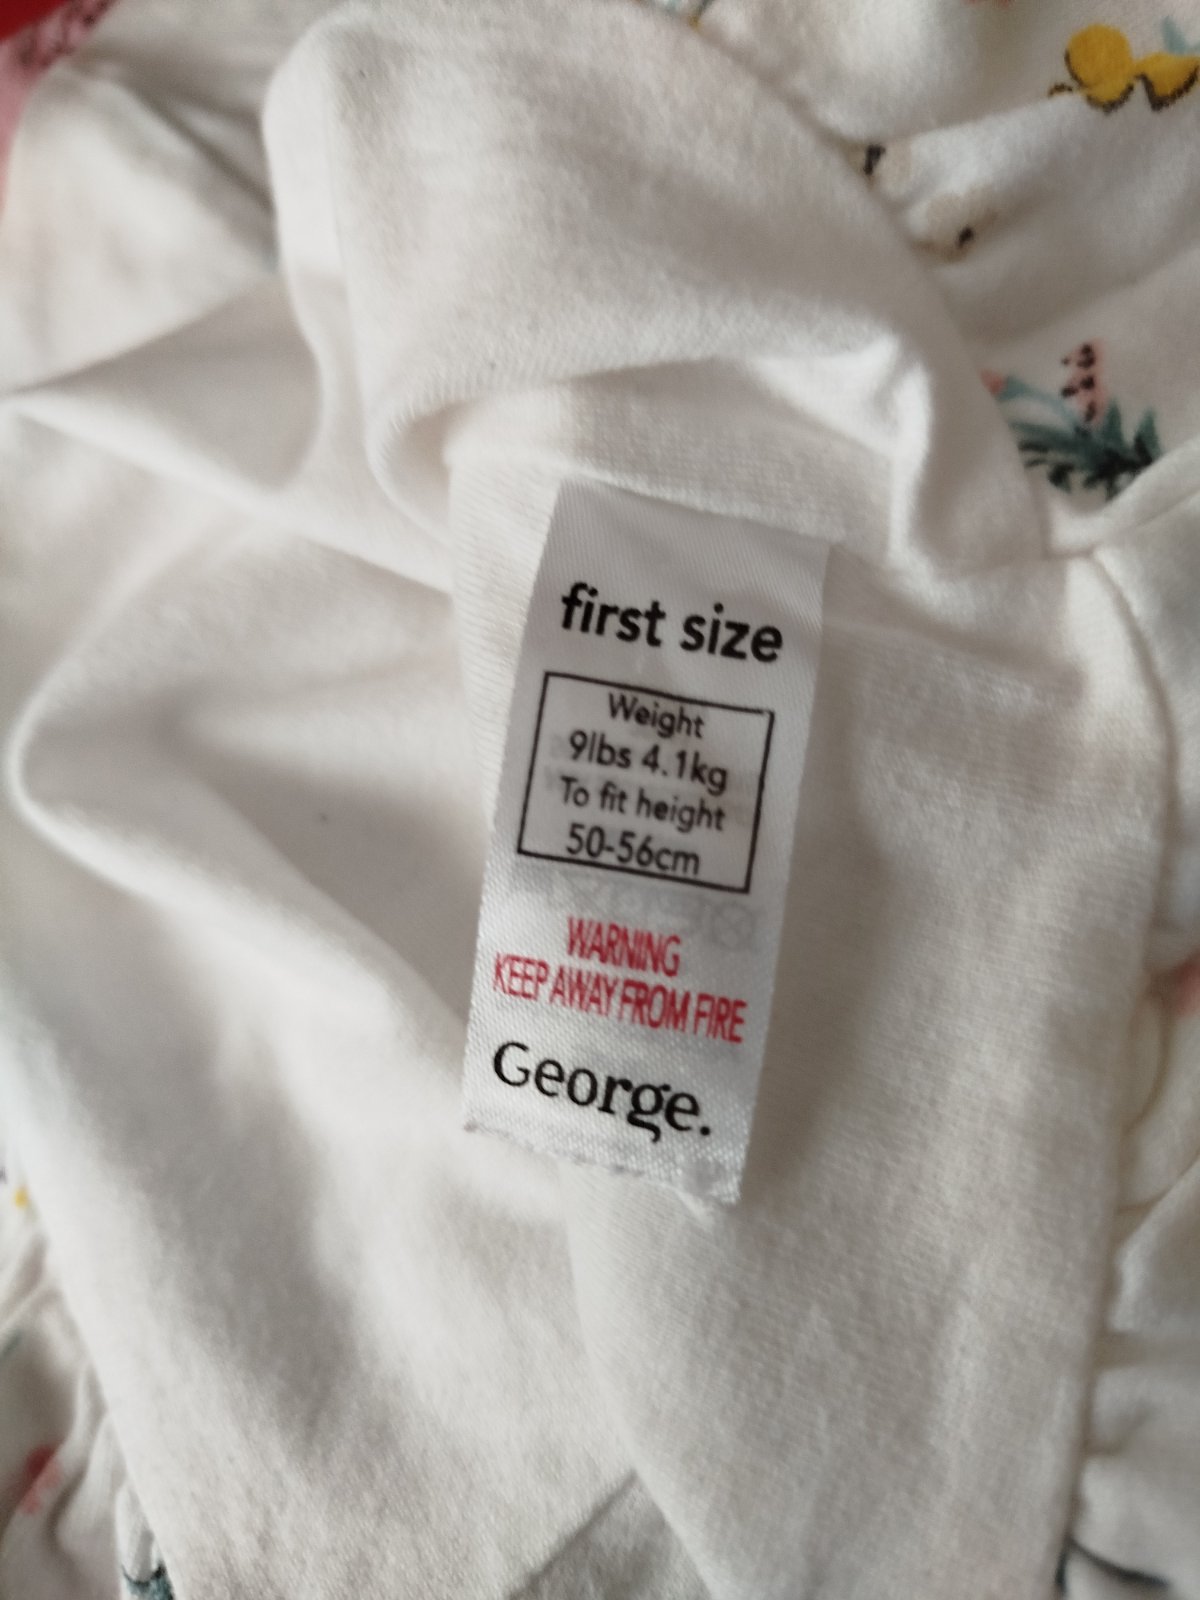 first size
Weight
9lbs 4.1kg
To fit height
50-56cm
WARNING
KEEP AWAY FROM FIRE
George.